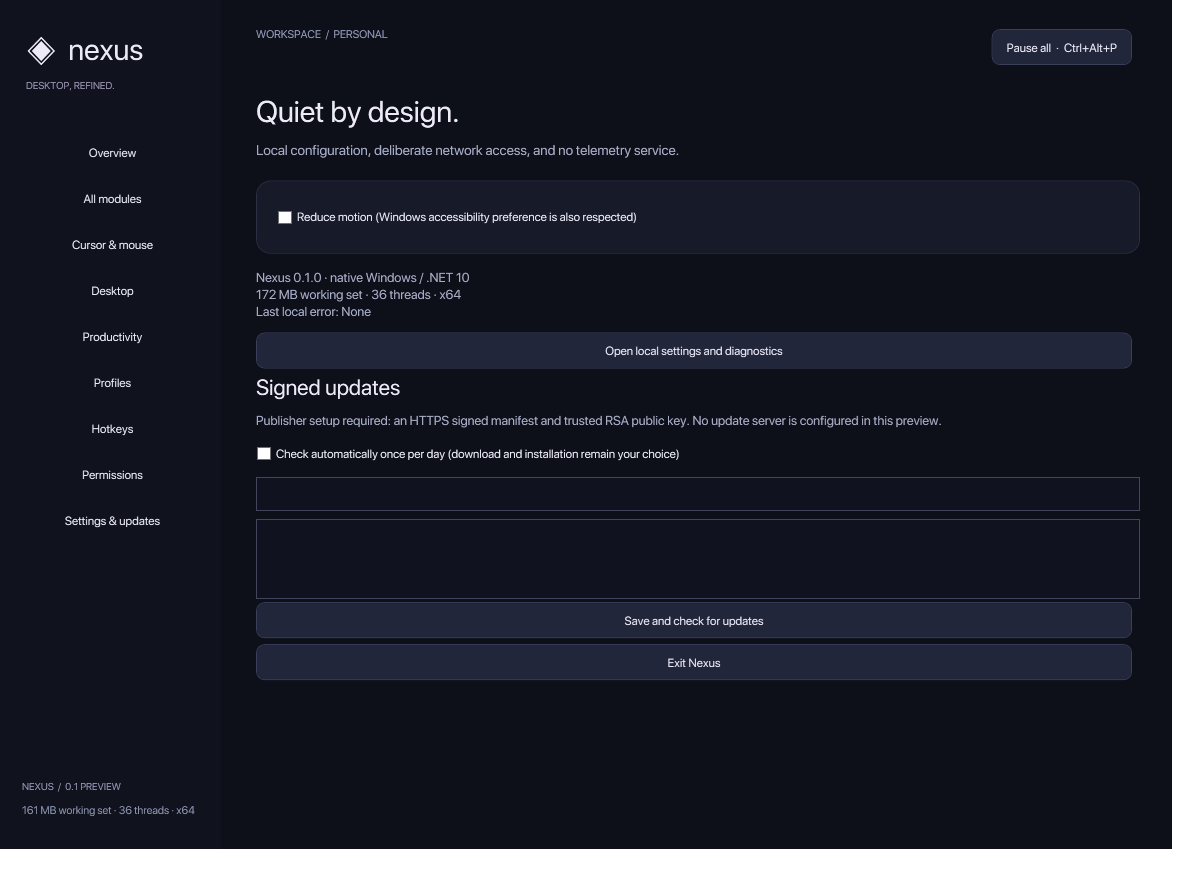 nexus
DESKTOP, REFINED.
Overview
All modules
Cursor & mouse
Desktop
Productivity
Profiles
Hotkeys
Permissions
Settings & updates
NEXUS / 0.1 PREVIEW
161 MB working set · 36 threads · x64
WORKSPACE / PERSONAL
Pause all · Ctrl+Alt+P
Quiet by design.
Local configuration, deliberate network access, and no telemetry service.
Reduce motion (Windows accessibility preference is also respected)
Nexus 0.1.0 · native Windows / .NET 10
172 MB working set · 36 threads · x64
Last local error: None
Open local settings and diagnostics
Signed updates
Publisher setup required: an HTTPS signed manifest and trusted RSA public key. No update server is configured in this preview.
Check automatically once per day (download and installation remain your choice)
Save and check for updates
Exit Nexus